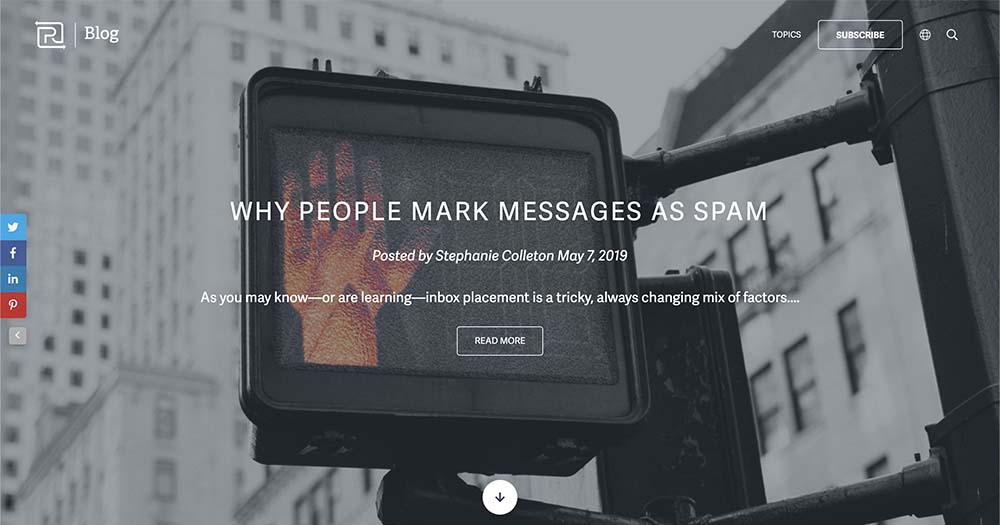 Blog
TOPICS
SUBSCRIBE
WHY PEOPLE MARK MESSAGES AS SPAM
Posted by Stephanie Colleton May 7, 2019
As you may know—or are learning—inbox placement is a tricky, always changing mix of factors....
READ MORE